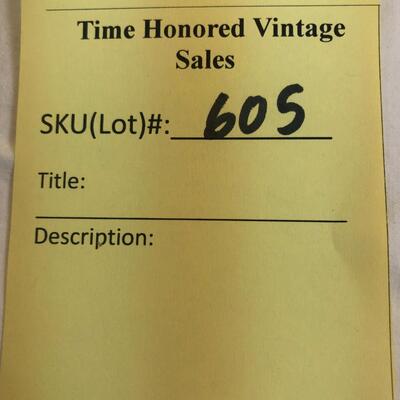 Time Honored Vintage
Sales
SKU(Lot)#: 605
Title:
Description: